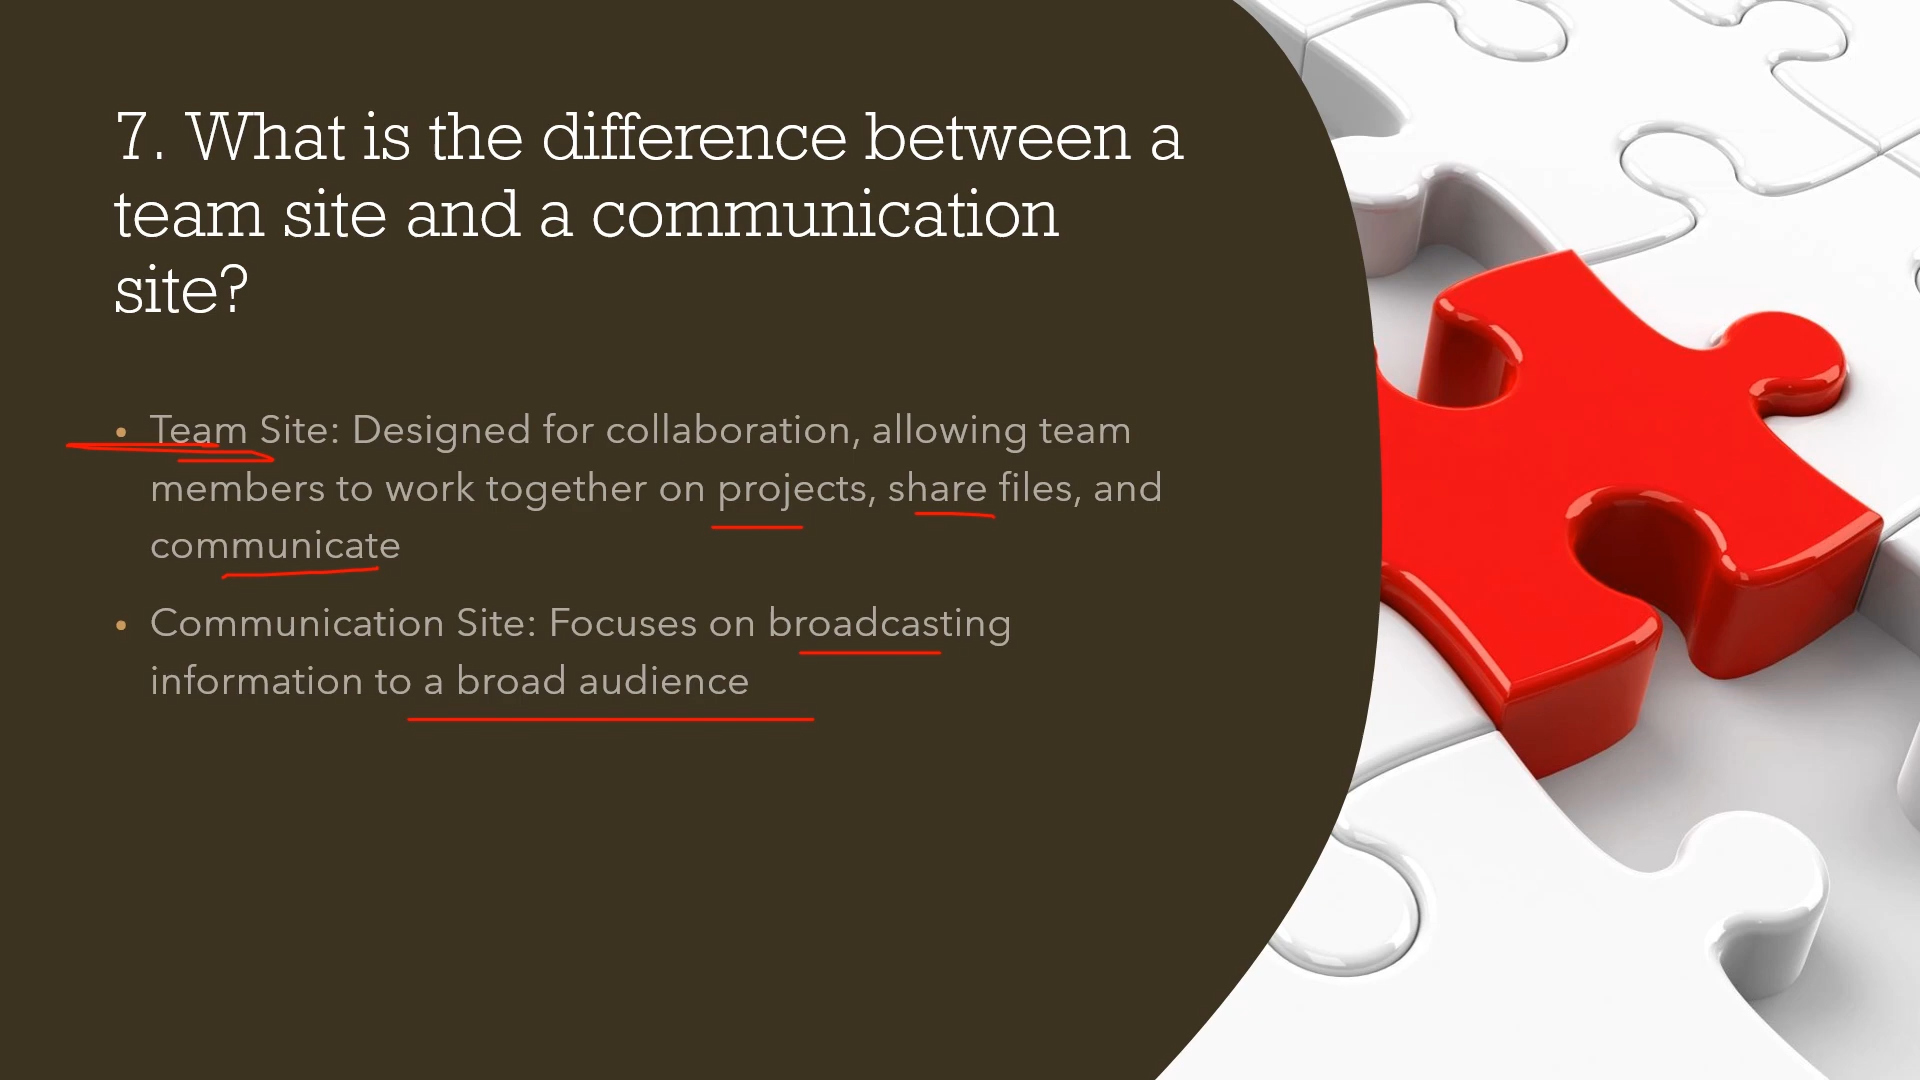 7. What is the difference between a
team site and a communication
site?
• Team Site: Designed for collaboration, allowing team
members to work together on projects, share files, and
communicate
• Communication Site: Focuses on broadcasting
information to a broad audience